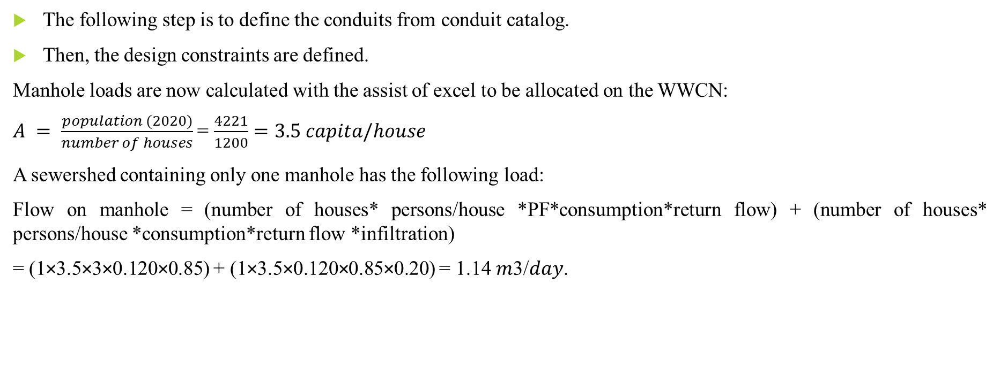 The following step is to define the conduits from conduit catalog.
Then, the design constraints are defined.
Manhole loads are now calculated with the assist of excel to be allocated on the WWCN:
A = population (2020) / number of houses = 4221 / 1200 = 3.5 capita/house
A sewershed containing only one manhole has the following load:
Flow on manhole = (number of houses* persons/house *PF*consumption*return flow) + (number of houses*
persons/house *consumption*return flow *infiltration)
= (1×3.5×3×0.120×0.85) + (1×3.5×0.120×0.85×0.20) = 1.14 m3/day.